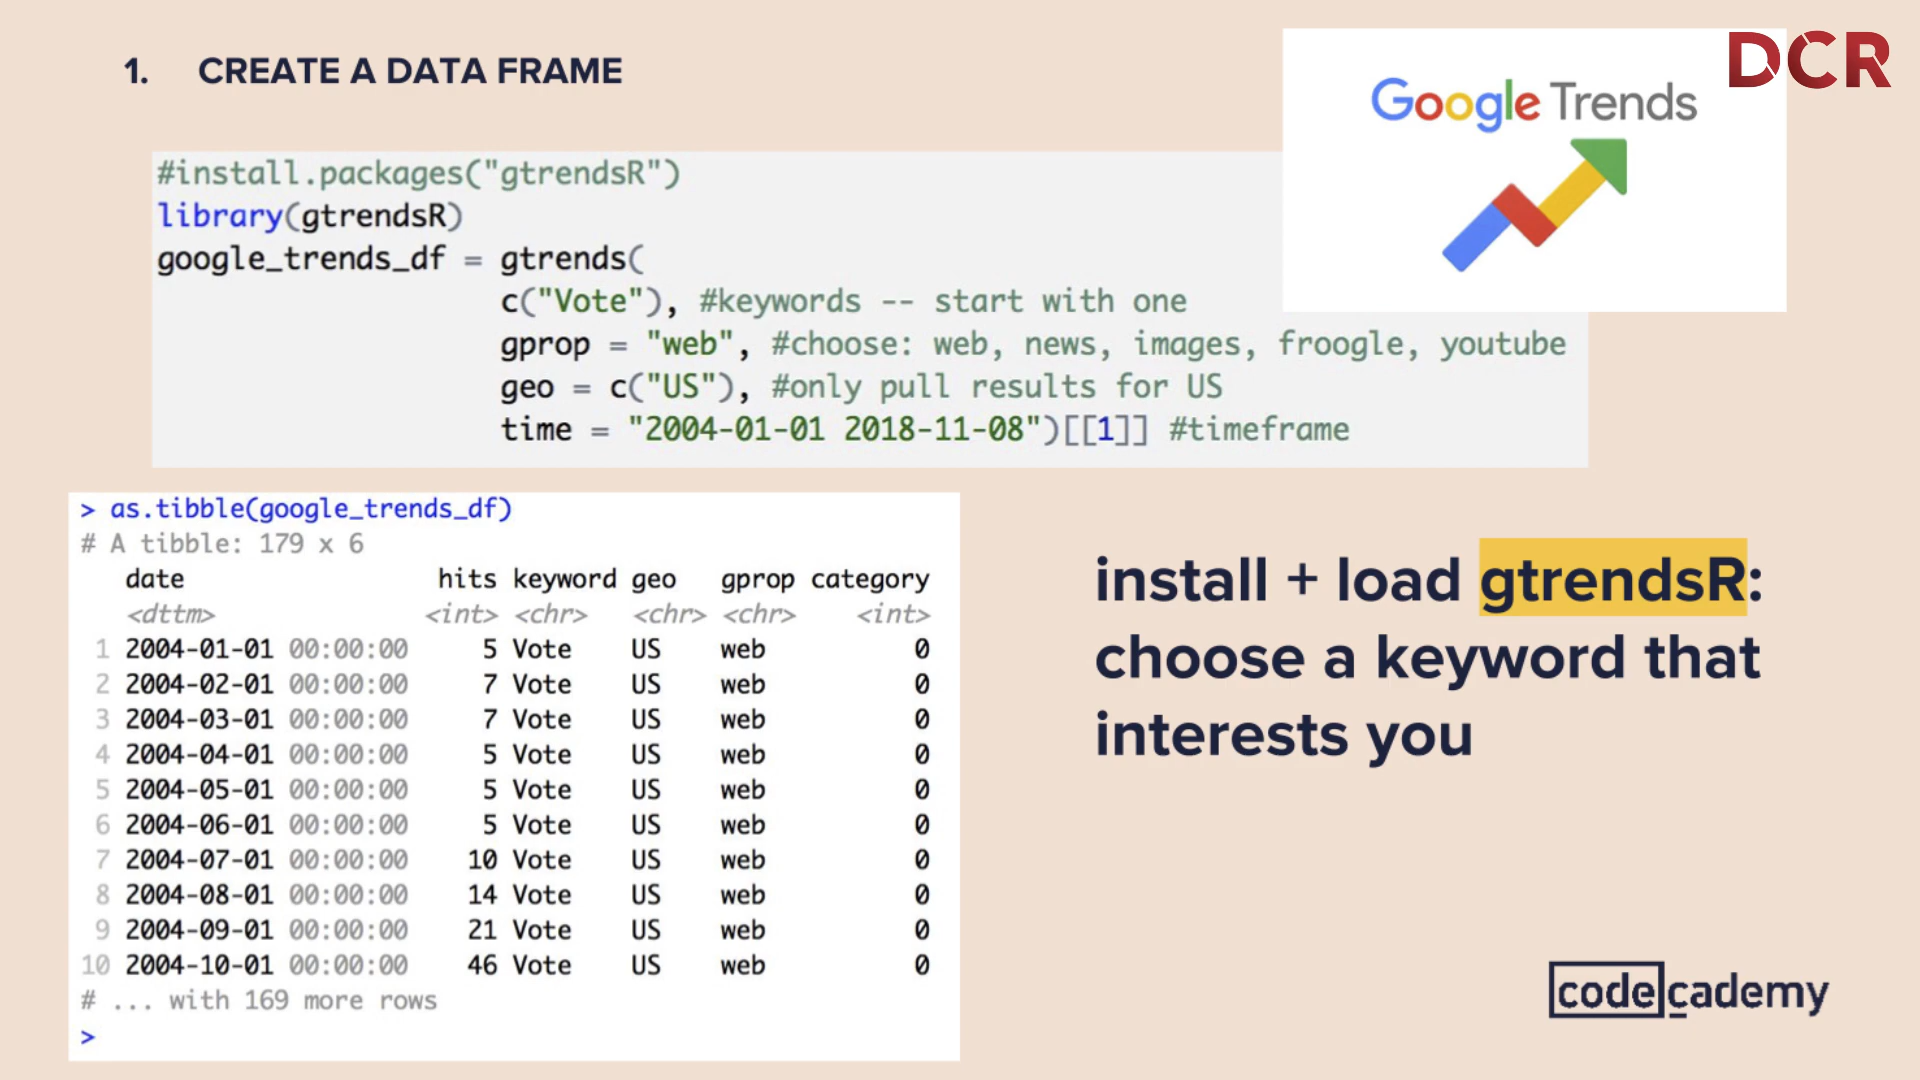 1. CREATE A DATA FRAME
DCR
Google Trends
#install.packages("gtrendsR")
library(gtrendsR)
google_trends_df = gtrends(
c("Vote"), #keywords -- start with one
gprop = "web", #choose: web, news, images, froogle, youtube
geo = c("US"), #only pull results for US
time = "2004-01-01 2018-11-08")[[1]] #timeframe
> as.tibble(google_trends_df)
# A tibble: 179 x 6
date hits keyword geo gprop category
<dttm> <int> <chr> <chr> <chr> <int>
1 2004-01-01 00:00:00 5 Vote US web 0
2 2004-02-01 00:00:00 7 Vote US web 0
3 2004-03-01 00:00:00 7 Vote US web 0
4 2004-04-01 00:00:00 5 Vote US web 0
5 2004-05-01 00:00:00 5 Vote US web 0
6 2004-06-01 00:00:00 5 Vote US web 0
7 2004-07-01 00:00:00 10 Vote US web 0
8 2004-08-01 00:00:00 14 Vote US web 0
9 2004-09-01 00:00:00 21 Vote US web 0
10 2004-10-01 00:00:00 46 Vote US web 0
# ... with 169 more rows
>
install + load gtrendsR:
choose a keyword that
interests you
codecademy